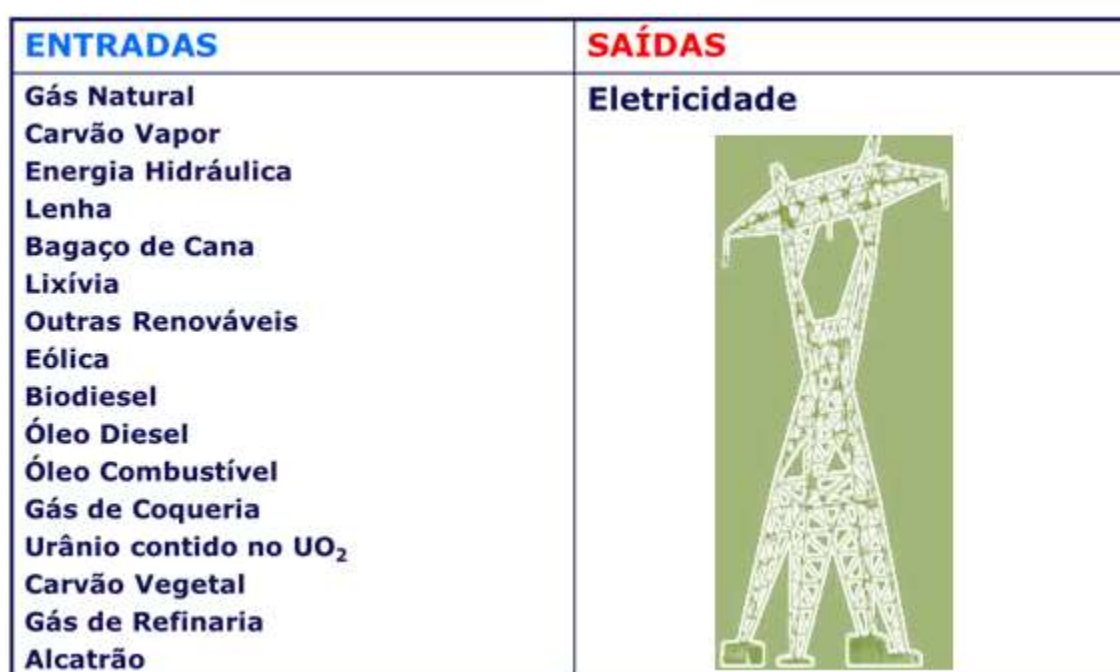 ENTRADAS
SAÍDAS
Gás Natural
Carvão Vapor
Energia Hidráulica
Lenha
Bagaço de Cana
Lixívia
Outras Renováveis
Eólica
Biodiesel
Óleo Diesel
Óleo Combustível
Gás de Coqueria
Urânio contido no UO₂
Carvão Vegetal
Gás de Refinaria
Alcatrão
Eletricidade